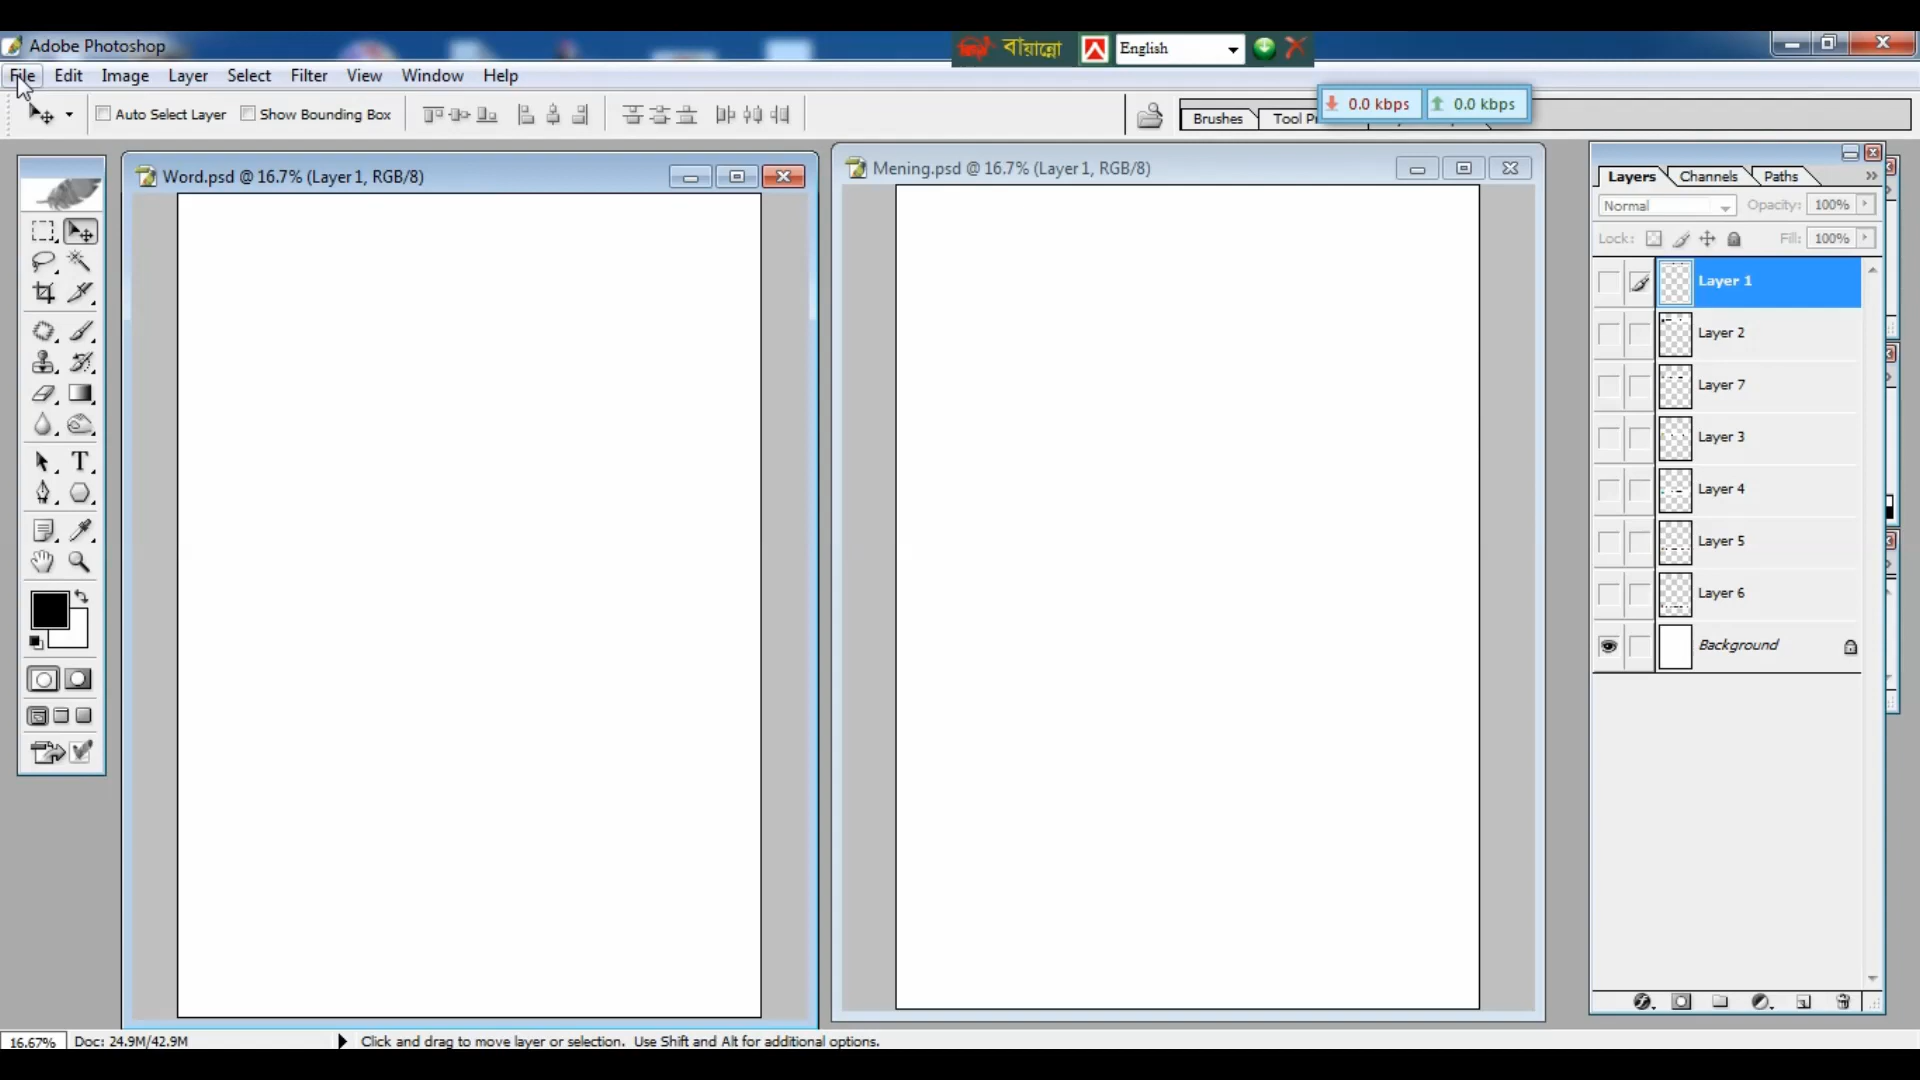 Adobe Photoshop
বায়ান্নো
English
File Edit Image Layer Select Filter View Window Help
0.0 kbps 0.0 kbps
Auto Select Layer Show Bounding Box
Brushes
Word.psd @ 16.7% (Layer 1, RGB/8)
Mening.psd @ 16.7% (Layer 1, RGB/8)
Layers Channels Paths
Normal Opacity: 100%
Lock: Fill: 100%
Layer 1
Layer 2
Layer 7
Layer 3
Layer 4
Layer 5
Layer 6
Background
16.67% Doc: 24.9M/42.9M Click and drag to move layer or selection. Use Shift and Alt for additional options.